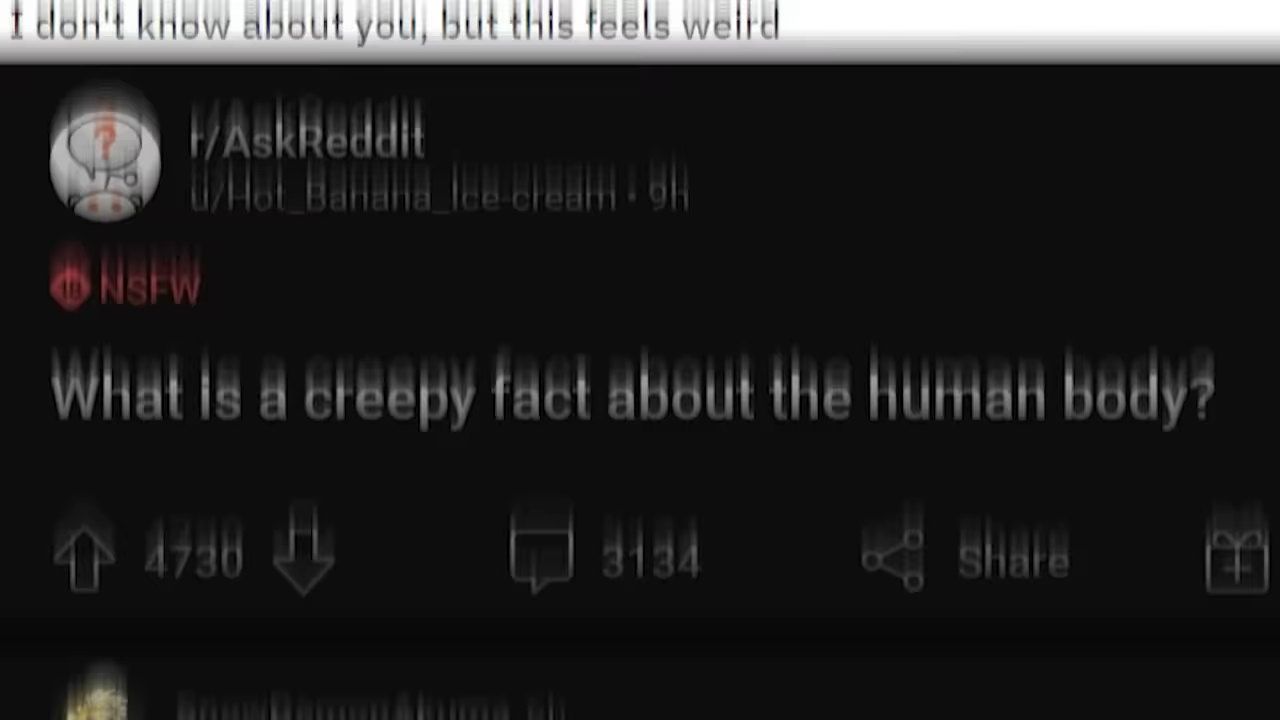 I don't know about you, but this feels weird
r/AskReddit
u/Hot_Banana_Ice-cream • 9h
18 NSFW
What is a creepy fact about the human body?
4730 3134 Share